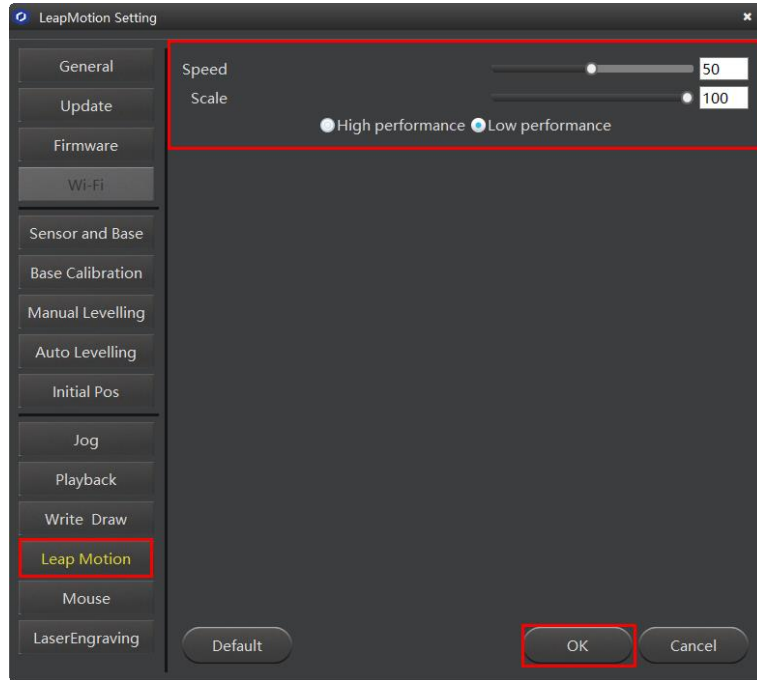 LeapMotion Setting
General
Update
Firmware
Wi-Fi
Sensor and Base
Base Calibration
Manual Levelling
Auto Levelling
Initial Pos
Jog
Playback
Write Draw
Leap Motion
Mouse
LaserEngraving
Speed 50
Scale 100
High performance Low performance
Default OK Cancel